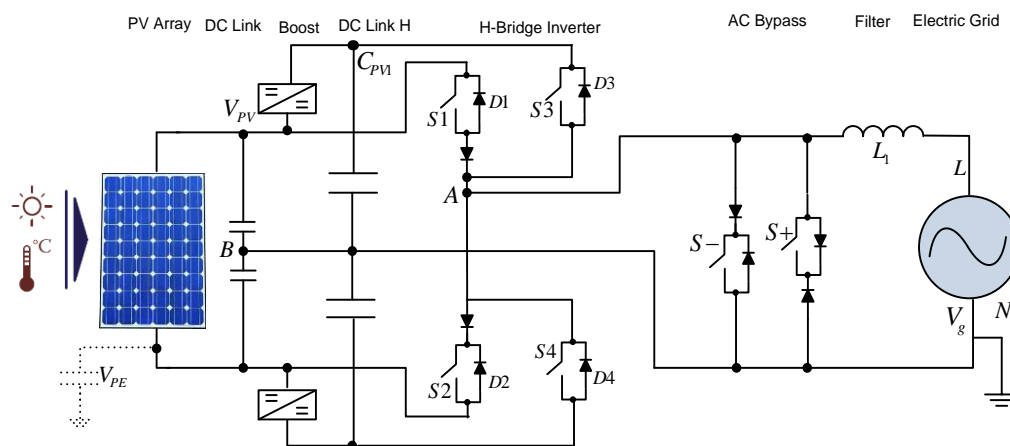 PV Array DC Link Boost DC Link H H-Bridge Inverter AC Bypass Filter Electric Grid
C_PV1
V_PV
S1 D1 S3 D3
L_1
L
A
°C
B
S- S+
N
V_g
V_PE
S2 D2 S4 D4